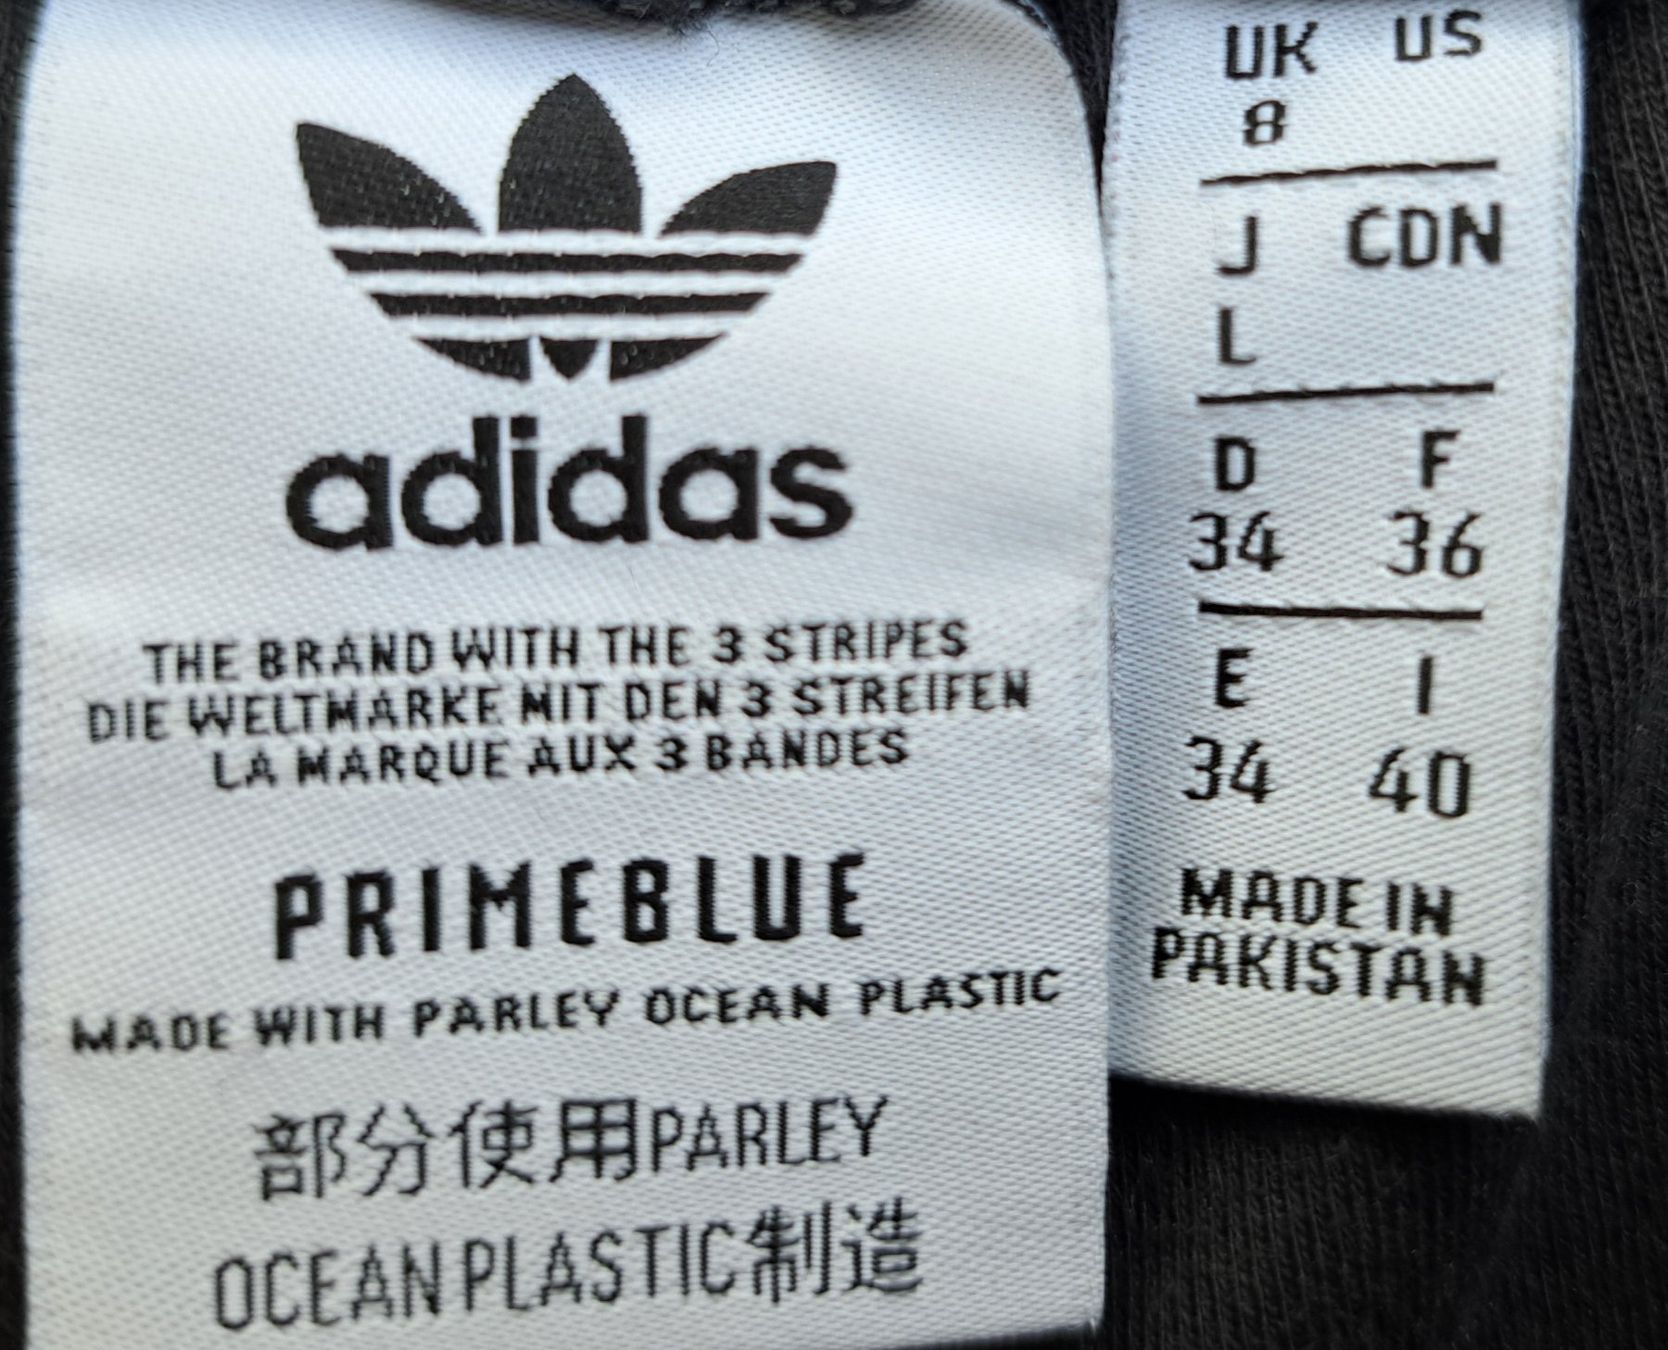 adidas
THE BRAND WITH THE 3 STRIPES
DIE WELTMARKE MIT DEN 3 STREIFEN
LA MARQUE AUX 3 BANDES
PRIMEBLUE
MADE WITH PARLEY OCEAN PLASTIC
部分使用PARLEY
OCEAN PLASTIC制造
UK US
8
J CDN
L
D F
34 36
E I
34 40
MADE IN
PAKISTAN